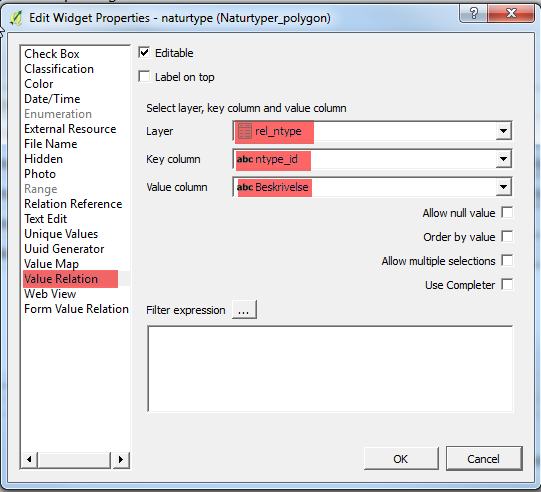 Edit Widget Properties - naturtype (Naturtyper_polygon)
Check Box
Classification
Color
Date/Time
Enumeration
External Resource
File Name
Hidden
Photo
Range
Relation Reference
Text Edit
Unique Values
Uuid Generator
Value Map
Value Relation
Web View
Form Value Relation
Editable
Label on top
Select layer, key column and value column
Layer rel_ntype
Key column abc ntype_id
Value column abc Beskrivelse
Allow null value
Order by value
Allow multiple selections
Use Completer
Filter expression ...
OK Cancel